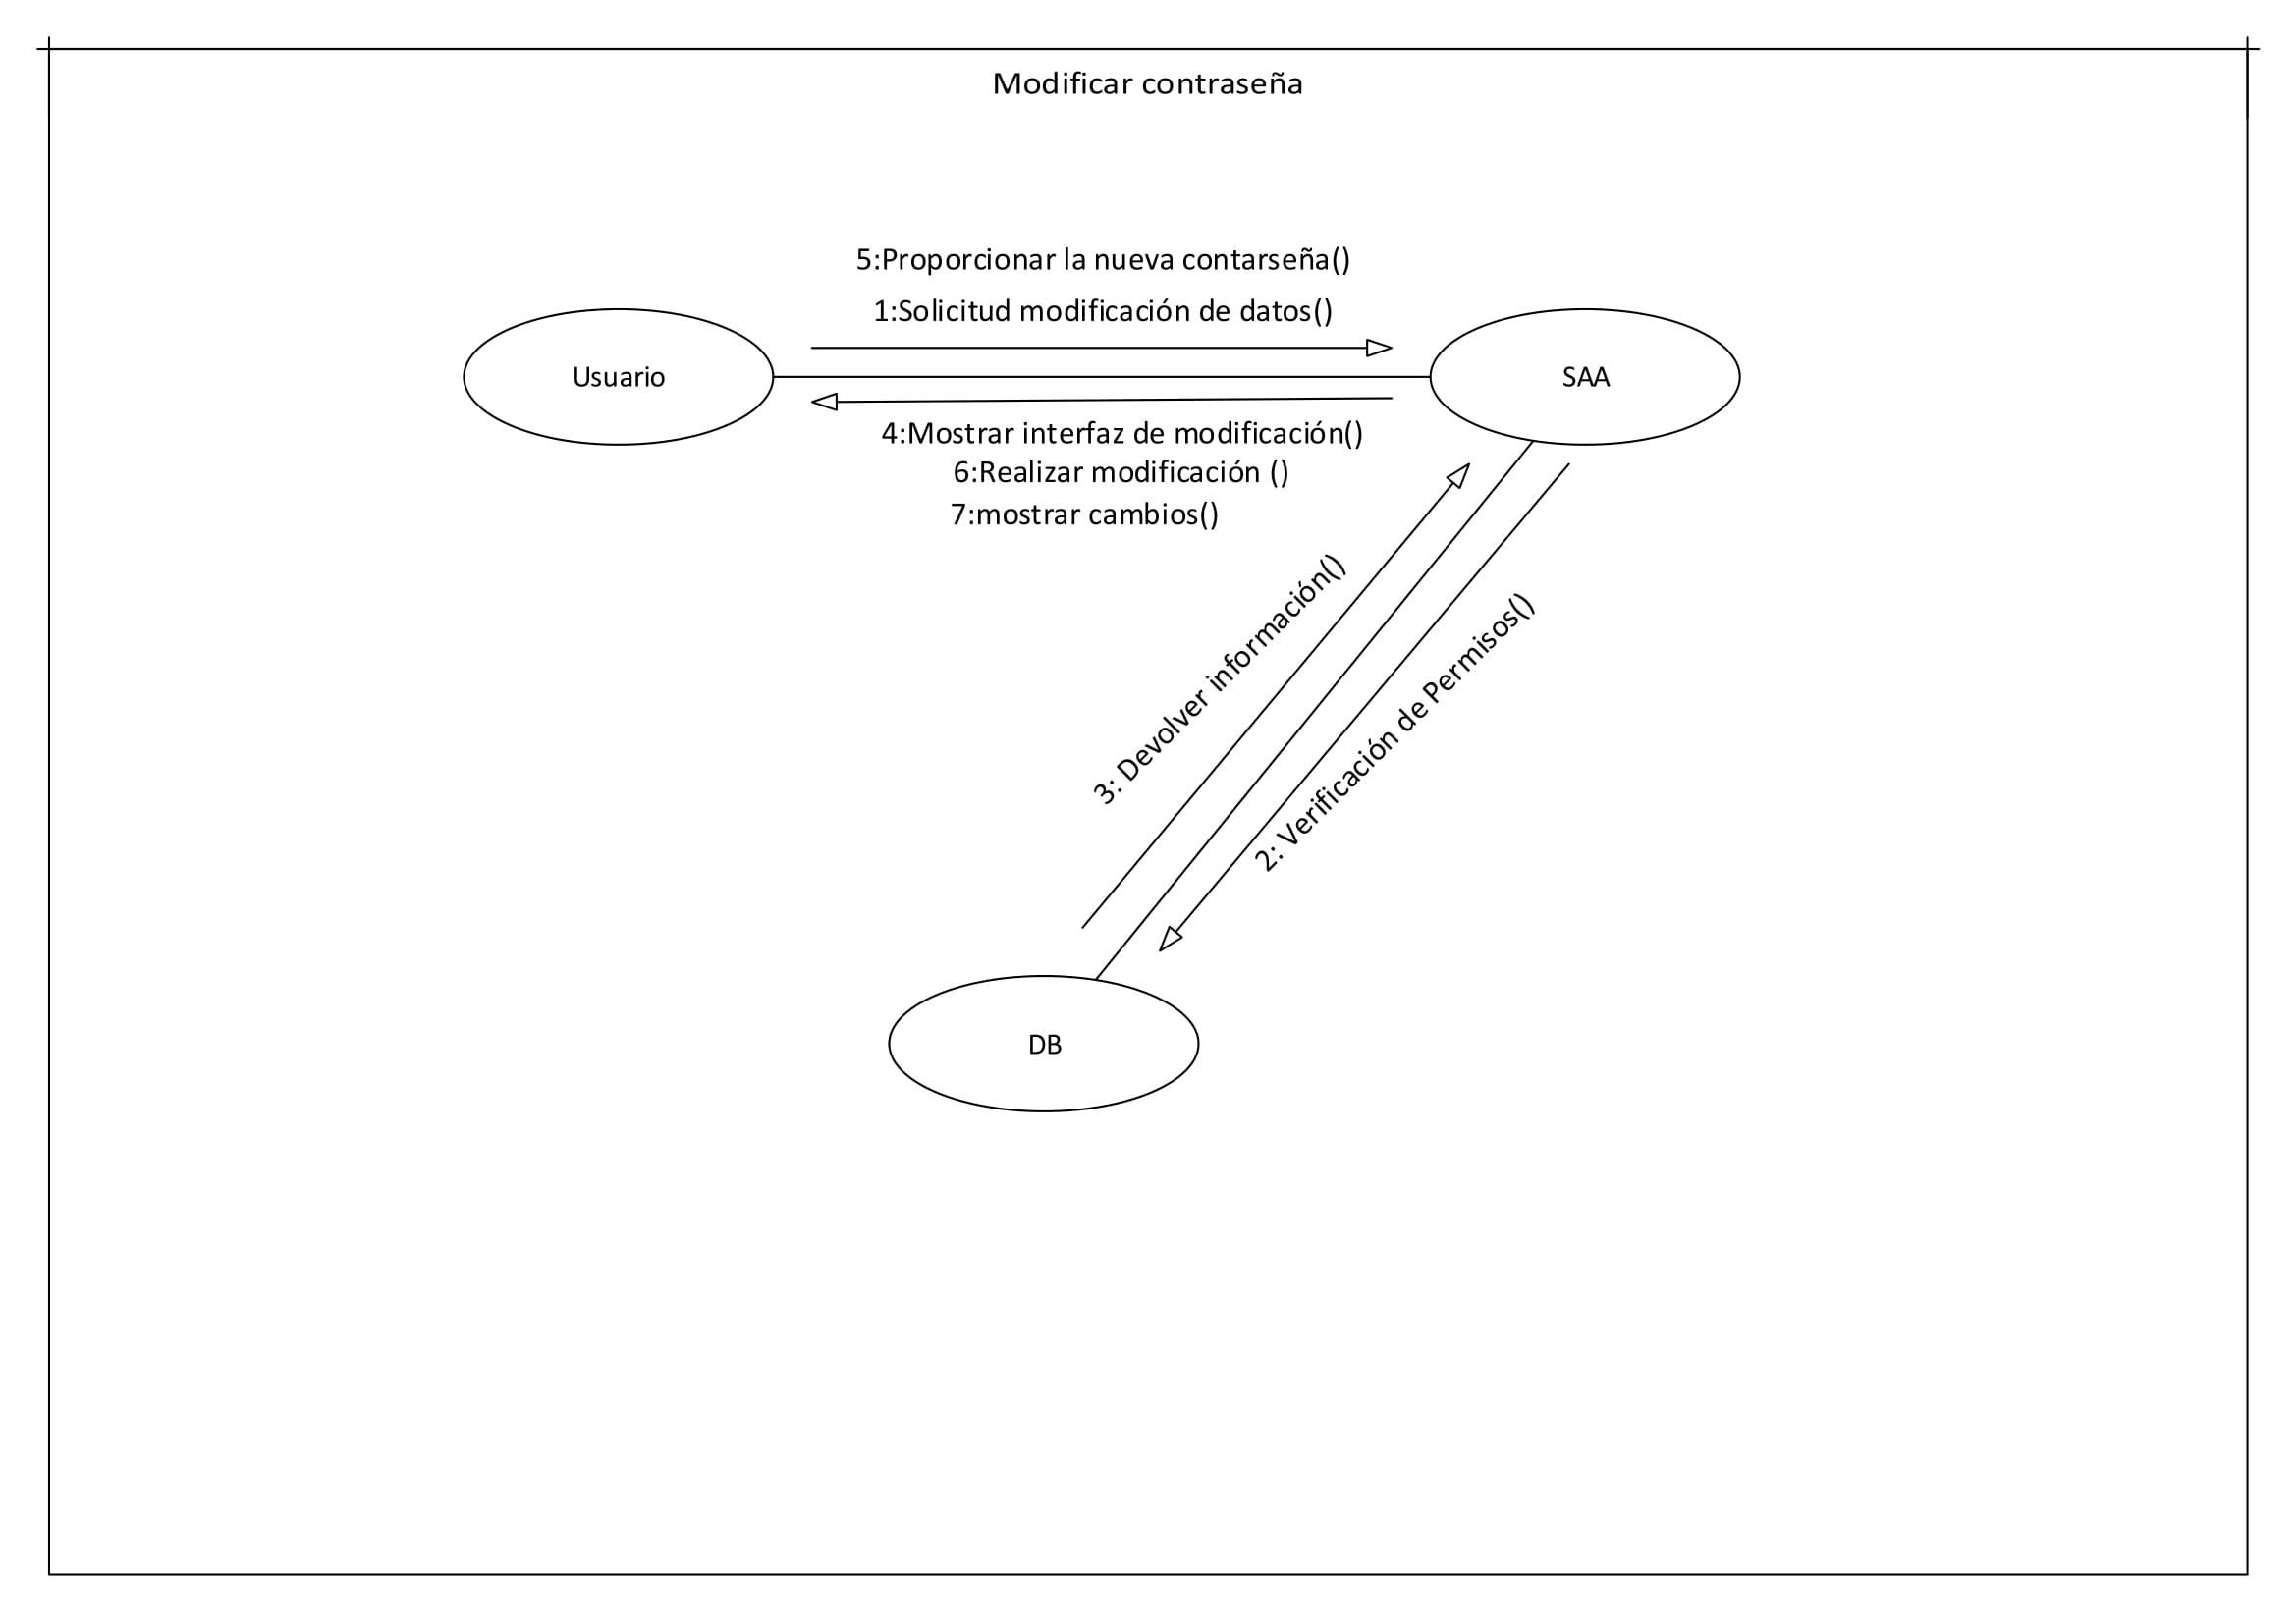 Modificar contraseña
5:Proporcionar la nueva contarseña()
1:Solicitud modificación de datos()
Usuario
SAA
4:Mostrar interfaz de modificación()
6:Realizar modificación ()
7:mostrar cambios()
3: Devolver información()
2: Verificación de Permisos()
DB